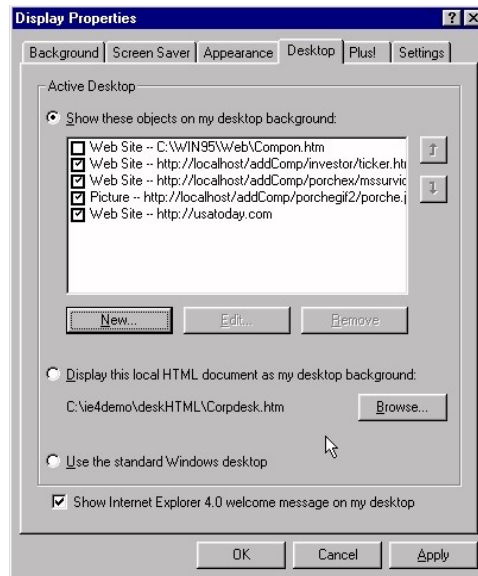 Display Properties
Background Screen Saver Appearance Desktop Plus! Settings
Active Desktop
Show these objects on my desktop background:
Web Site -- C:\WIN95\Web\Compon.htm
Web Site -- http://localhost/addComp/investor/ticker.htm
Web Site -- http://localhost/addComp/porchex/mssurvic
Picture -- http://localhost/addComp/porchegif2/porche.j
Web Site -- http://usatoday.com
New... Edit... Remove
Display this local HTML document as my desktop background:
C:\ie4demo\deskHTML\Corpdesk.htm Browse...
Use the standard Windows desktop
Show Internet Explorer 4.0 welcome message on my desktop
OK Cancel Apply